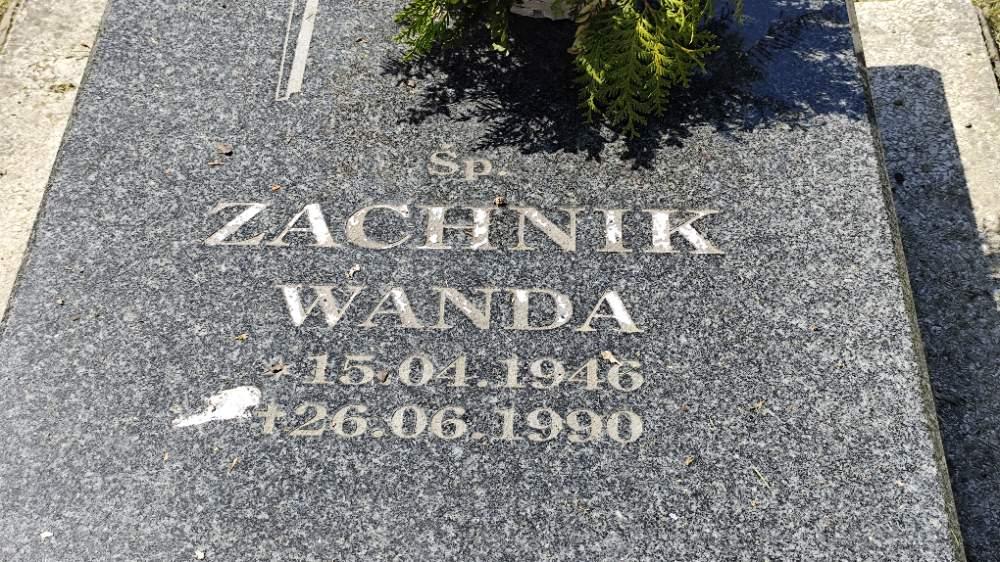 Śp.
ZACHNIK
WANDA
* 15.04.1946
† 26.06.1990